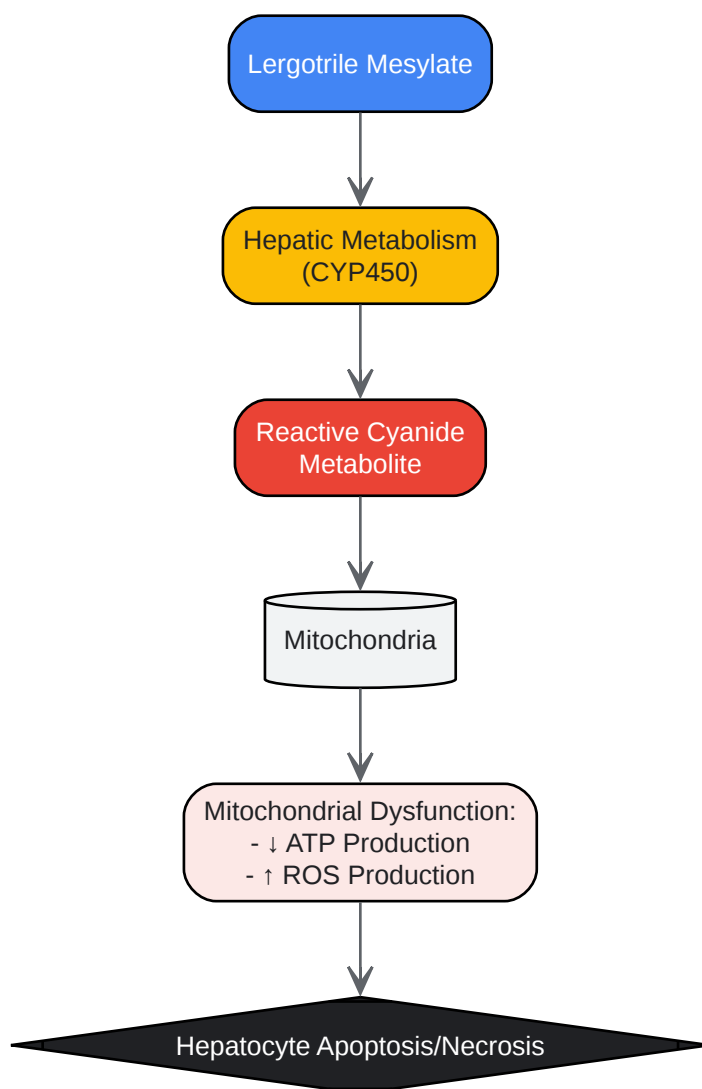 Lergotrile Mesylate
Hepatic Metabolism
(CYP450)
Reactive Cyanide
Metabolite
Mitochondria
Mitochondrial Dysfunction:
- ↓ ATP Production
- ↑ ROS Production
Hepatocyte Apoptosis/Necrosis